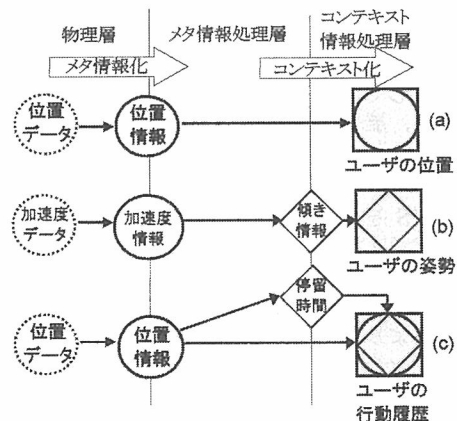 物理層
メタ情報処理層
コンテキスト
情報処理層
メタ情報化
コンテキスト化
位置
データ
位置
情報
(a)
ユーザの位置
加速度
データ
加速度
情報
傾き
情報
(b)
ユーザの姿勢
停留
時間
位置
データ
位置
情報
(c)
ユーザの
行動履歴